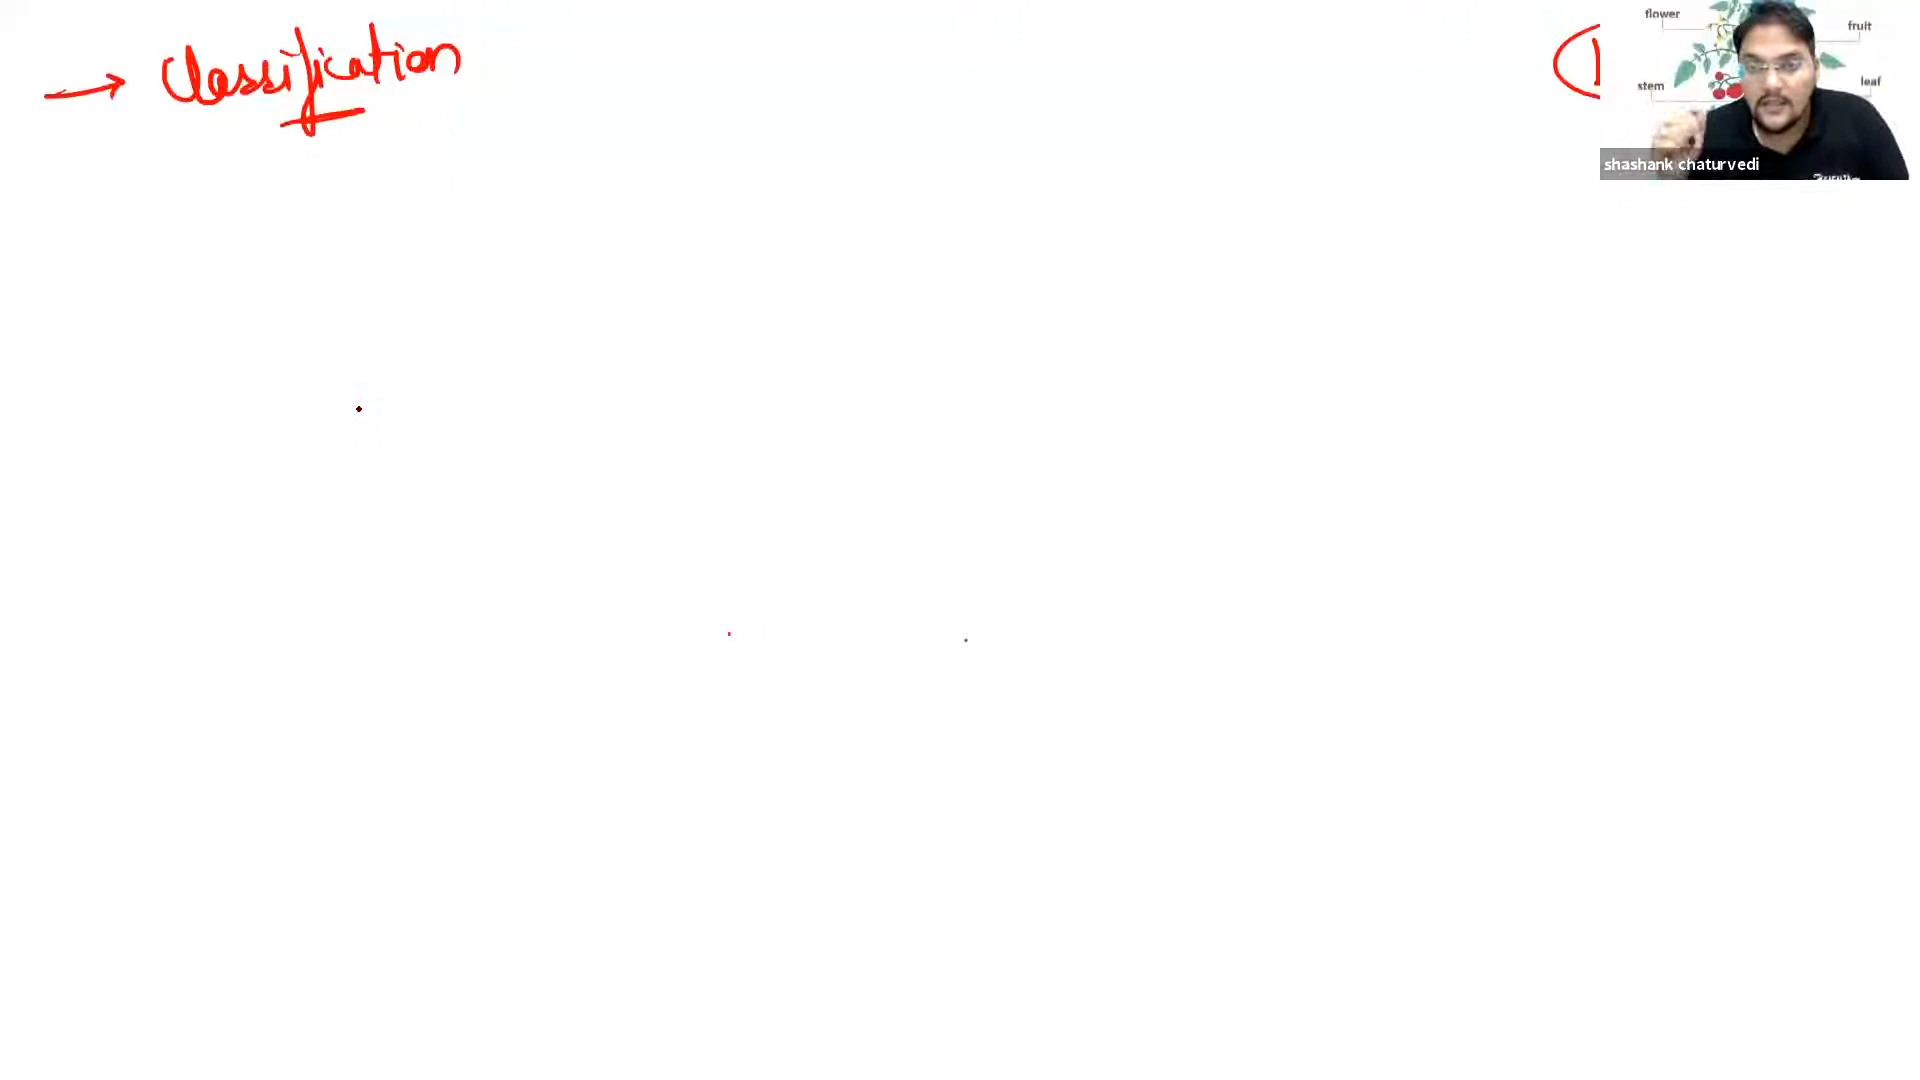 → Classification
flower
fruit
stem
leaf
shashank chaturvedi